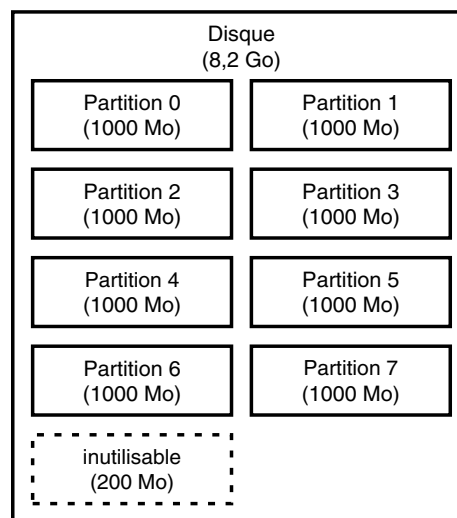 Disque
(8,2 Go)
Partition 0
(1000 Mo)
Partition 1
(1000 Mo)
Partition 2
(1000 Mo)
Partition 3
(1000 Mo)
Partition 4
(1000 Mo)
Partition 5
(1000 Mo)
Partition 6
(1000 Mo)
Partition 7
(1000 Mo)
inutilisable
(200 Mo)